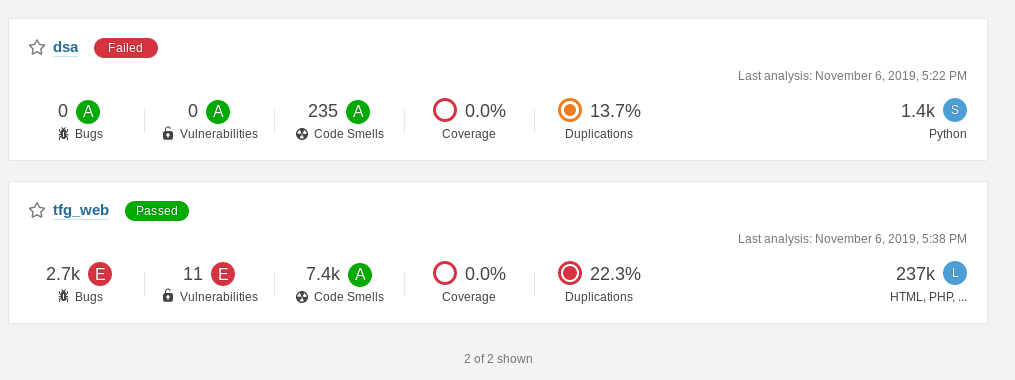 dsa Failed
Last analysis: November 6, 2019, 5:22 PM
0 A 0 A 235 A 0.0% 13.7% 1.4k S
Bugs Vulnerabilities Code Smells Coverage Duplications Python
tfg_web Passed
Last analysis: November 6, 2019, 5:38 PM
2.7k E 11 E 7.4k A 0.0% 22.3% 237k L
Bugs Vulnerabilities Code Smells Coverage Duplications HTML, PHP, ...
2 of 2 shown